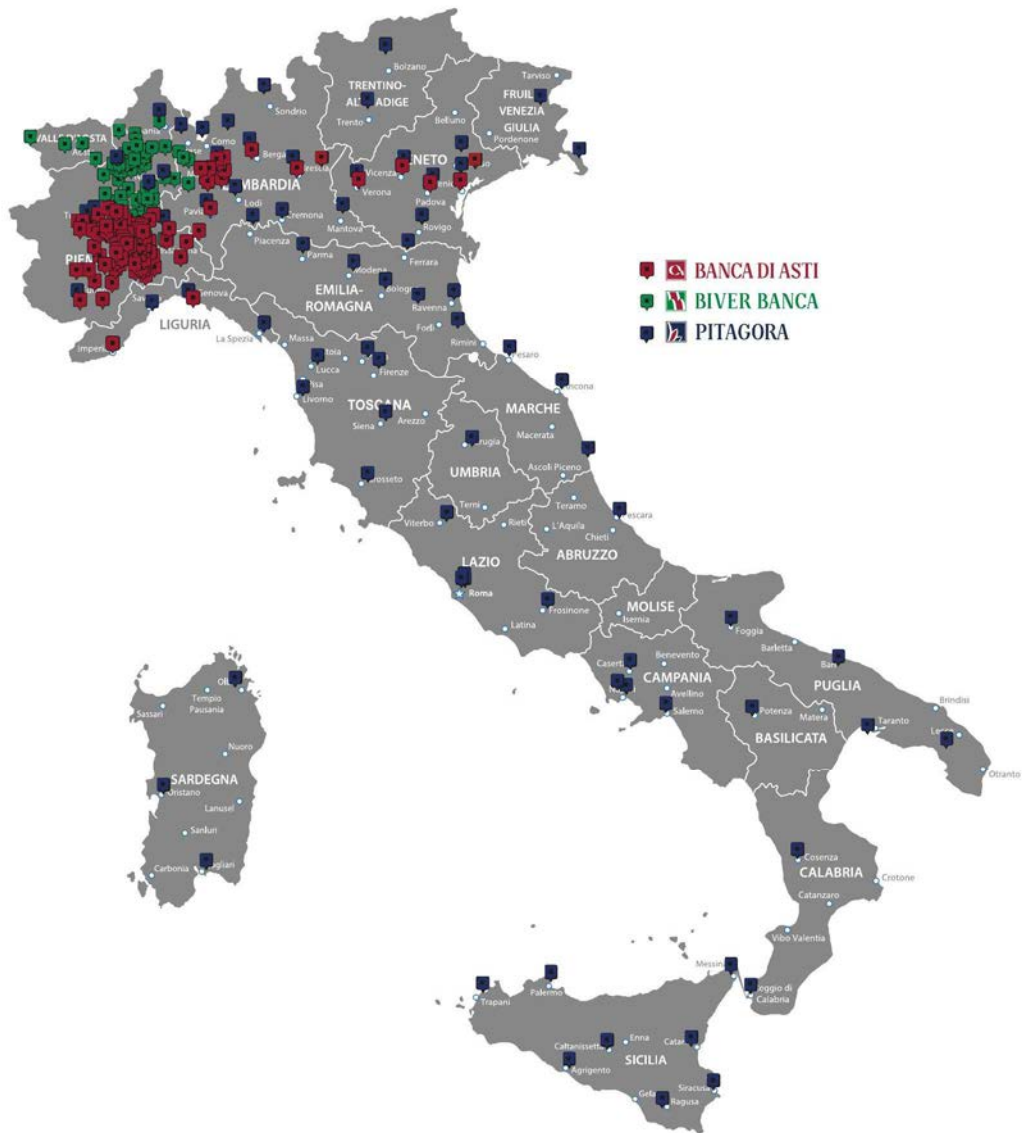 Bolzano
Tarviso
TRENTINO-
FRIULI
VENEZIA
GIULIA
Sondrio
Trento
Belluno
Pordenone
Como
Vicenza
Verona
Padova
LOMBARDIA
Lodi
Mantova
Rovigo
Piacenza
Parma
Ferrara
Modena
EMILIA-
ROMAGNA
Ravenna
Forlì
Rimini
LIGURIA
La Spezia
Massa
Lucca
Firenze
Livorno
TOSCANA
Siena
Arezzo
MARCHE
Macerata
Ascoli Piceno
UMBRIA
Terni
Teramo
Viterbo
Rieti
L'Aquila
Chieti
ABRUZZO
LAZIO
Roma
Frosinone
Latina
MOLISE
Isernia
Foggia
Barletta
Benevento
CAMPANIA
Avellino
Salerno
PUGLIA
Brindisi
Potenza
Matera
Taranto
BASILICATA
Otranto
Tempio
Pausania
Sassari
Nuoro
SARDEGNA
Oristano
Lanusei
Sanluri
Carbonia
Cosenza
CALABRIA
Crotone
Catanzaro
Vibo Valentia
Messina
Calabria
Trapani
Palermo
Enna
Caltanissetta
SICILIA
Agrigento
Siracusa
Ragusa
BANCA DI ASTI
BIVER BANCA
PITAGORA